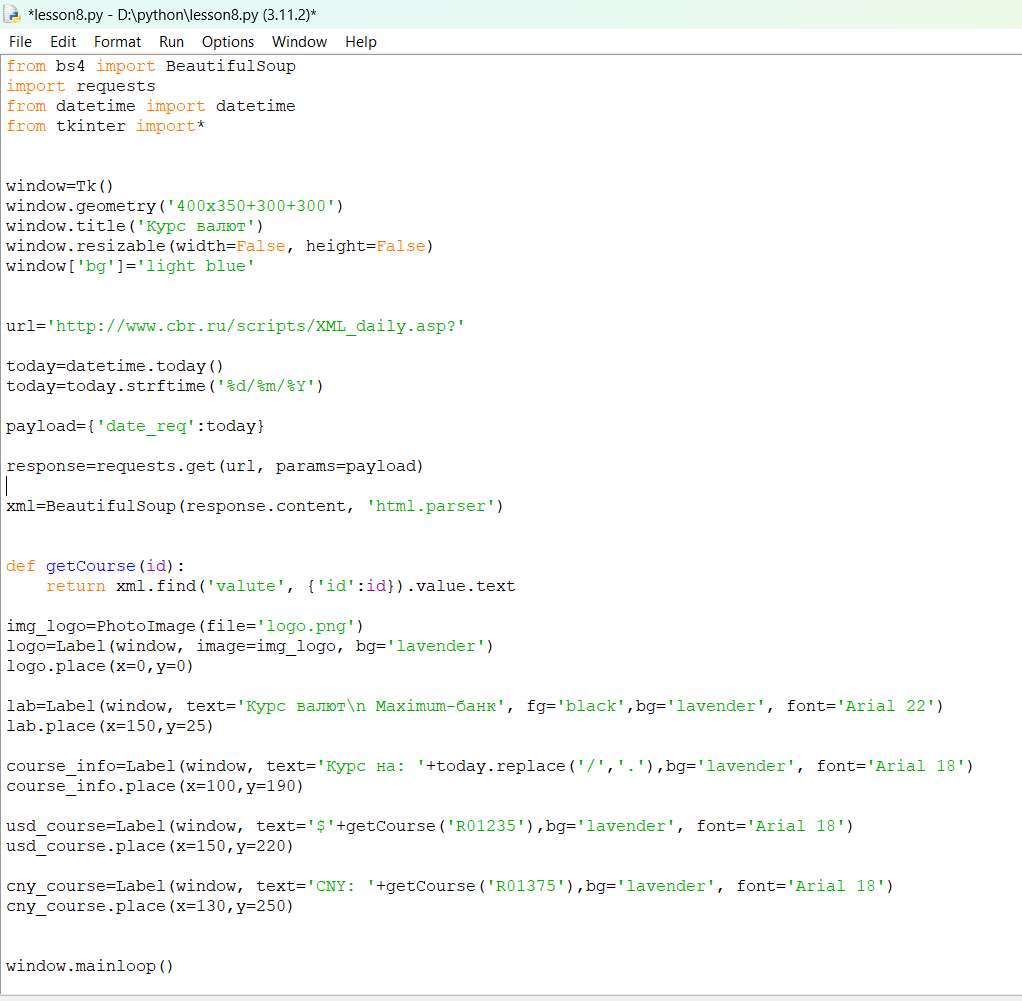 *lesson8.py - D:\python\lesson8.py (3.11.2)*
File Edit Format Run Options Window Help
from bs4 import BeautifulSoup
import requests
from datetime import datetime
from tkinter import*
window=Tk()
window.geometry('400x350+300+300')
window.title('Курс валют')
window.resizable(width=False, height=False)
window['bg']='light blue'
url='http://www.cbr.ru/scripts/XML_daily.asp?'
today=datetime.today()
today=today.strftime('%d/%m/%Y')
payload={'date_req':today}
response=requests.get(url, params=payload)
xml=BeautifulSoup(response.content, 'html.parser')
def getCourse(id):
    return xml.find('valute', {'id':id}).value.text
img_logo=PhotoImage(file='logo.png')
logo=Label(window, image=img_logo, bg='lavender')
logo.place(x=0,y=0)
lab=Label(window, text='Курс валют\n Maximum-банк', fg='black',bg='lavender', font='Arial 22')
lab.place(x=150,y=25)
course_info=Label(window, text='Курс на: '+today.replace('/','.'),bg='lavender', font='Arial 18')
course_info.place(x=100,y=190)
usd_course=Label(window, text='$'+getCourse('R01235'),bg='lavender', font='Arial 18')
usd_course.place(x=150,y=220)
cny_course=Label(window, text='CNY: '+getCourse('R01375'),bg='lavender', font='Arial 18')
cny_course.place(x=130,y=250)
window.mainloop()